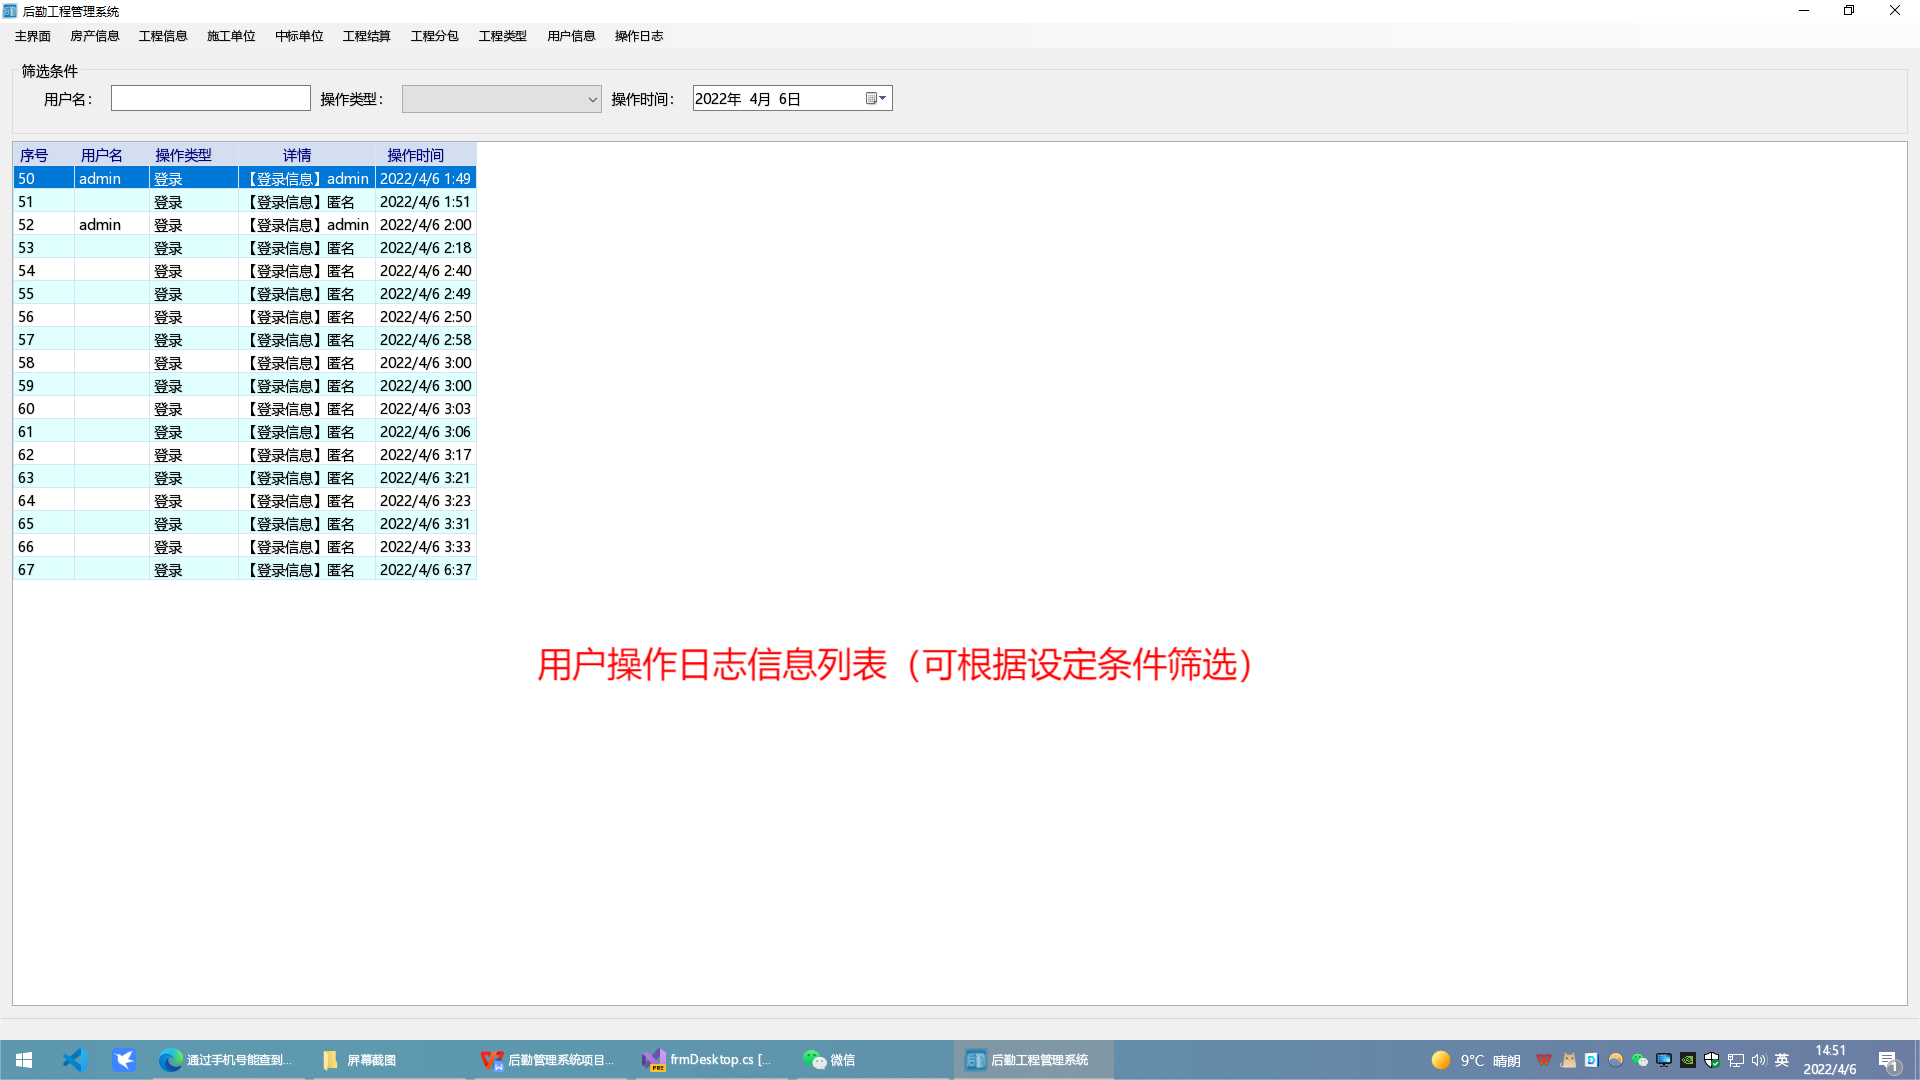 后勤工程管理系统
主界面 房产信息 工程信息 施工单位 中标单位 工程结算 工程分包 工程类型 用户信息 操作日志
筛选条件
用户名： 操作类型： 操作时间： 2022年 4月 6日
序号 用户名 操作类型 详情 操作时间
50 admin 登录 【登录信息】admin 2022/4/6 1:49
51 登录 【登录信息】匿名 2022/4/6 1:51
52 admin 登录 【登录信息】admin 2022/4/6 2:00
53 登录 【登录信息】匿名 2022/4/6 2:18
54 登录 【登录信息】匿名 2022/4/6 2:40
55 登录 【登录信息】匿名 2022/4/6 2:49
56 登录 【登录信息】匿名 2022/4/6 2:50
57 登录 【登录信息】匿名 2022/4/6 2:58
58 登录 【登录信息】匿名 2022/4/6 3:00
59 登录 【登录信息】匿名 2022/4/6 3:00
60 登录 【登录信息】匿名 2022/4/6 3:03
61 登录 【登录信息】匿名 2022/4/6 3:06
62 登录 【登录信息】匿名 2022/4/6 3:17
63 登录 【登录信息】匿名 2022/4/6 3:21
64 登录 【登录信息】匿名 2022/4/6 3:23
65 登录 【登录信息】匿名 2022/4/6 3:31
66 登录 【登录信息】匿名 2022/4/6 3:33
67 登录 【登录信息】匿名 2022/4/6 6:37
用户操作日志信息列表（可根据设定条件筛选）
通过手机号能查到... 屏幕截图 后勤管理系统项目... PRE frmDesktop.cs [... 微信 后勤工程管理系统 9°C 晴朗 英 14:51 1
2022/4/6